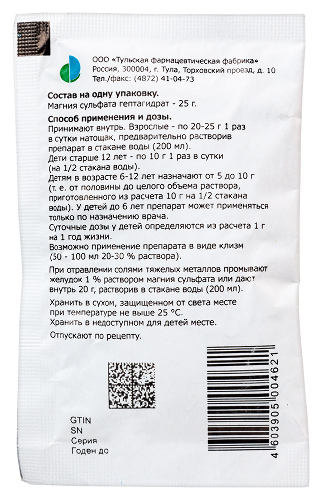 ООО «Тульская фармацевтическая фабрика»
Россия, 300004, г. Тула, Торховский проезд, д. 10
Тел./факс: (4872) 41-04-73
Состав на одну упаковку.
Магния сульфата гептагидрат - 25 г.
Способ применения и дозы.
Принимают внутрь. Взрослые - по 20-25 г 1 раз
в сутки натощак, предварительно растворив
препарат в стакане воды (200 мл).
Дети старше 12 лет - по 10 г 1 раз в сутки
(на 1/2 стакана воды).
Детям в возрасте 6-12 лет назначают от 5 до 10 г
(т. е. от половины до целого объема раствора,
приготовленного из расчета 10 г на 1/2 стакана
воды). У детей до 6 лет препарат может применяться
только по назначению врача.
Суточные дозы у детей определяются из расчета 1 г
на 1 год жизни.
Возможно применение препарата в виде клизм
(50 - 100 мл 20-30 % раствора).
При отравлении солями тяжелых металлов промывают
желудок 1 % раствором магния сульфата или дают
внутрь 20 г, растворив в стакане воды (200 мл).
Хранить в сухом, защищенном от света месте
при температуре не выше 25 °С.
Хранить в недоступном для детей месте.
Отпускают по рецепту.
GTIN
SN
Серия
Годен до
4 603905 004621